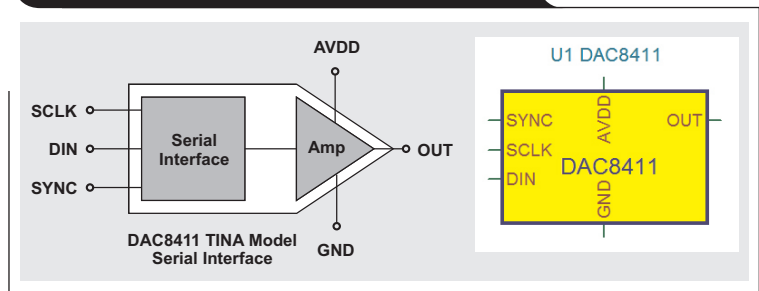 AVDD
SCLK
DIN
SYNC
Serial
Interface
Amp
OUT
GND
DAC8411 TINA Model
Serial Interface
U1 DAC8411
SYNC
SCLK
DIN
AVDD
OUT
DAC8411
GND